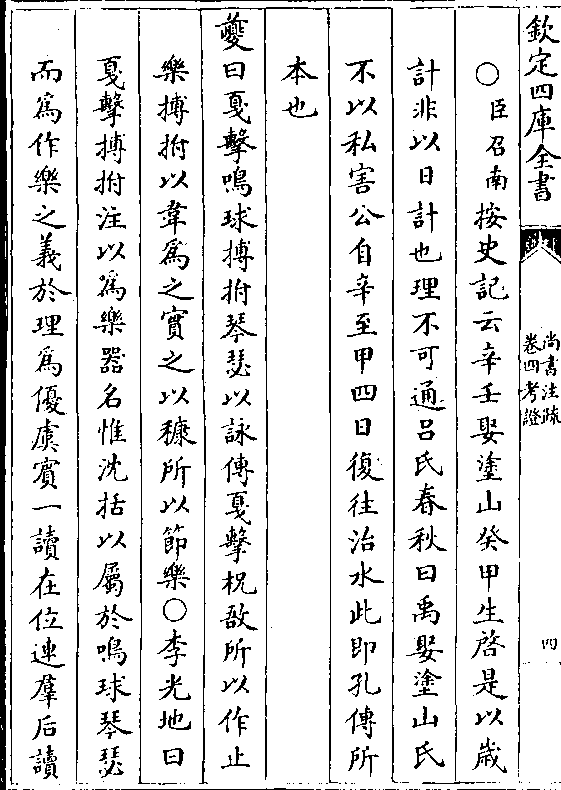 欽定四庫全書
尚書注疏
卷四考證
四
○臣召南按史記云辛壬娶塗山癸甲生啓是以歲
計非以日計也理不可通吕氏春秋曰禹娶塗山氏
不以私害公自辛至甲四日復往治水此即孔傳所
本也
夔曰戛擊鳴球搏拊琴瑟以詠傳戛擊柷敔所以作止
樂搏拊以韋為之實之以糠所以節樂○李光地曰
戛擊搏拊注以為樂器名惟沈括以屬於鳴球琴瑟
而為作樂之義於理為優虞賓一讀在位連羣后讀